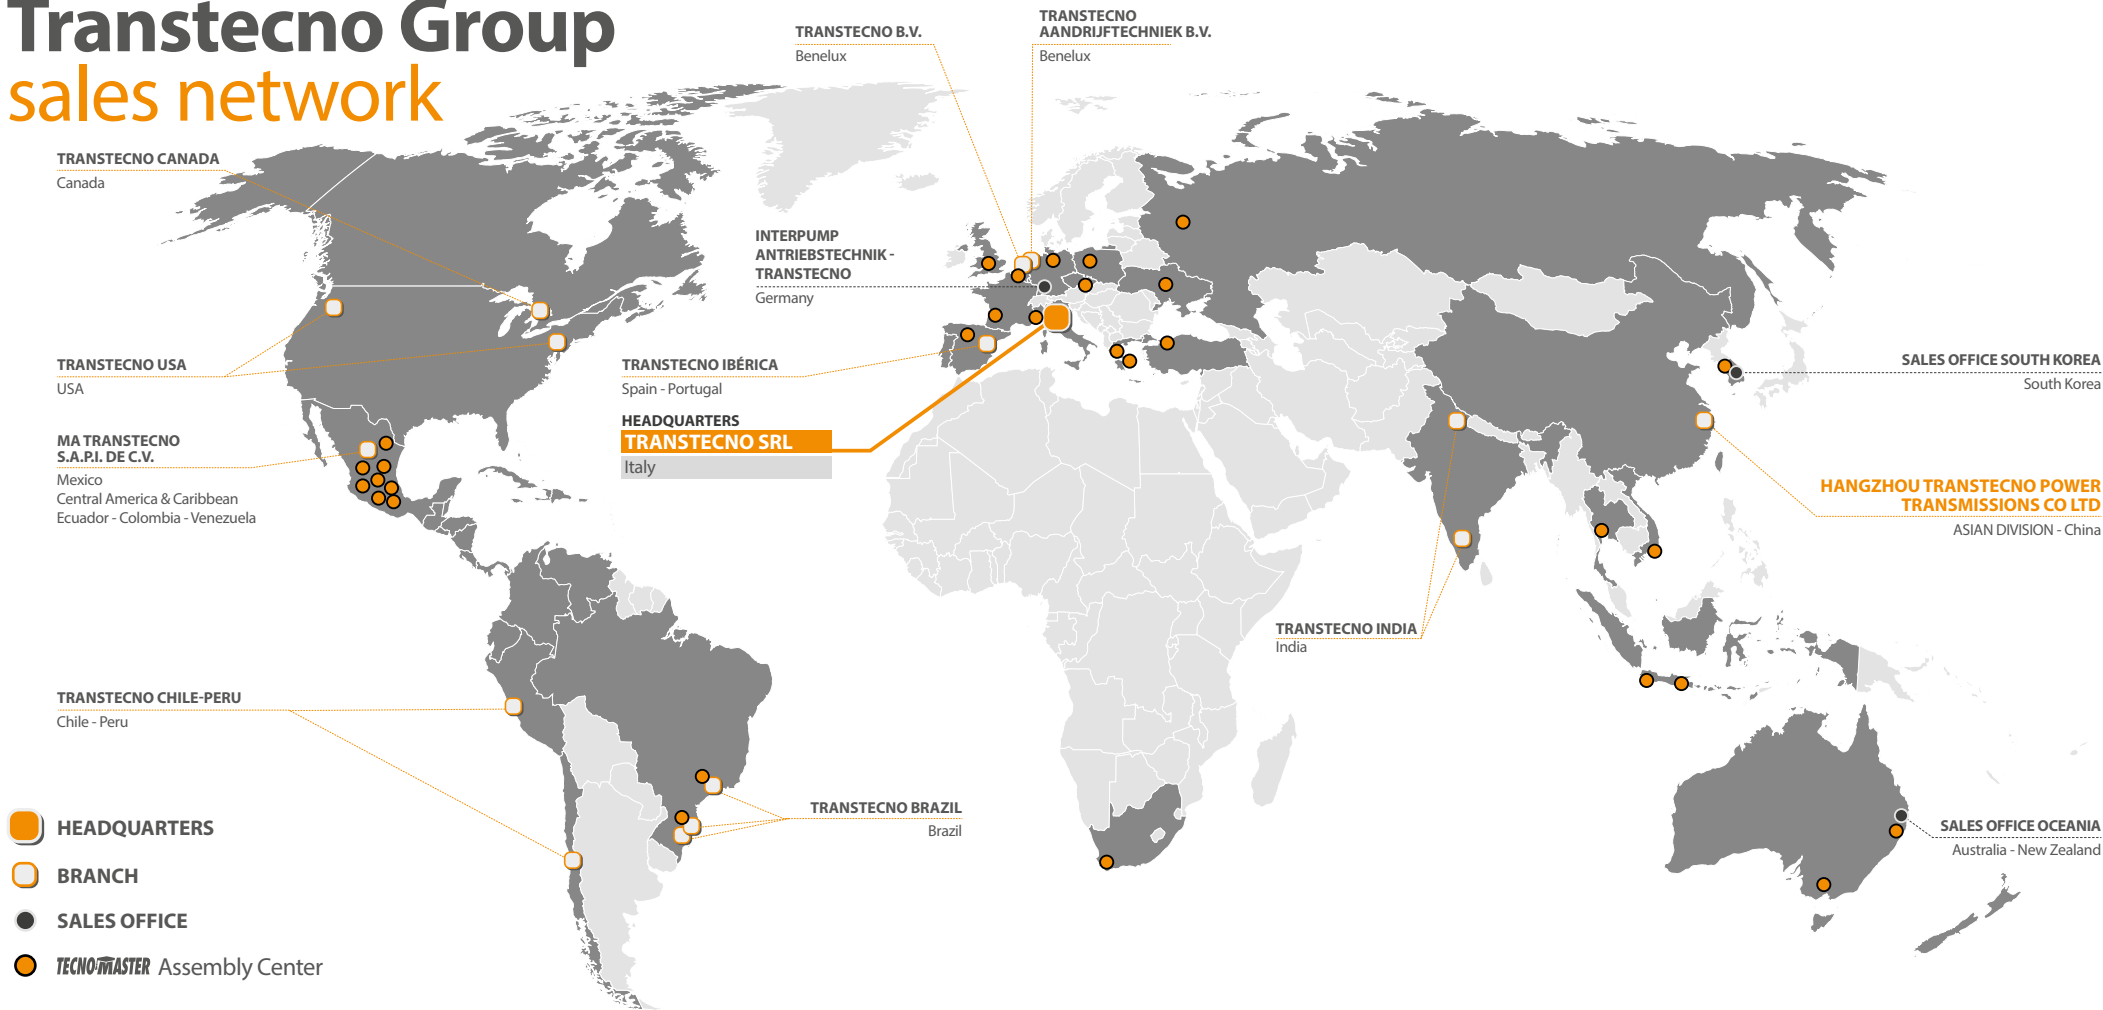 Transtecno Group
sales network
TRANSTECNO B.V.
Benelux
TRANSTECNO
AANDRIJFTECHNIEK B.V.
Benelux
TRANSTECNO CANADA
Canada
INTERPUMP
ANTRIEBSTECHNIK -
TRANSTECNO
Germany
TRANSTECNO USA
USA
TRANSTECNO IBÉRICA
Spain - Portugal
SALES OFFICE SOUTH KOREA
South Korea
HEADQUARTERS
TRANSTECNO SRL
Italy
MA TRANSTECNO
S.A.P.I. DE C.V.
Mexico
Central America & Caribbean
Ecuador - Colombia - Venezuela
HANGZHOU TRANSTECNO POWER
TRANSMISSIONS CO LTD
ASIAN DIVISION - China
TRANSTECNO INDIA
India
TRANSTECNO CHILE-PERU
Chile - Peru
TRANSTECNO BRAZIL
Brazil
SALES OFFICE OCEANIA
Australia - New Zealand
HEADQUARTERS
BRANCH
SALES OFFICE
TECNOMASTER Assembly Center